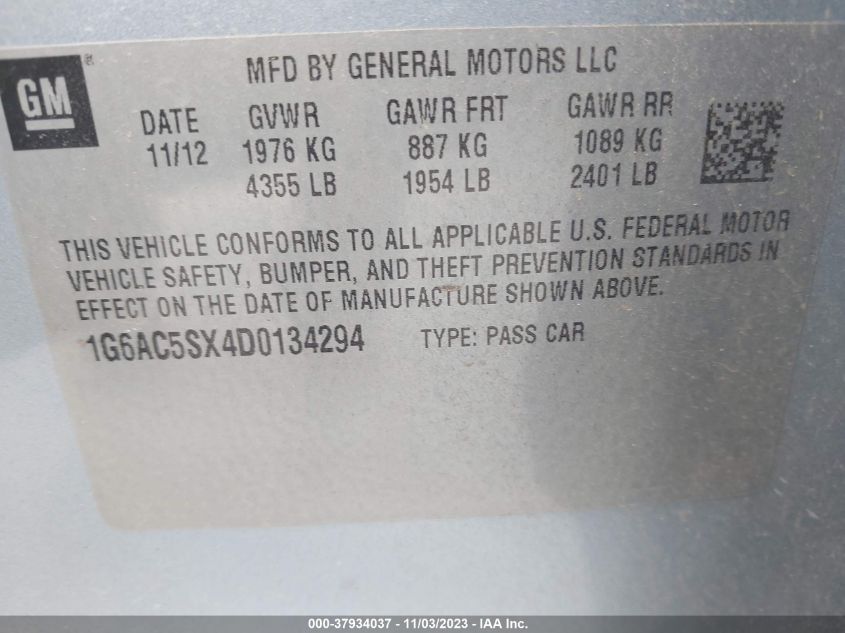 GM
MFD BY GENERAL MOTORS LLC
DATE GVWR GAWR FRT GAWR RR
11/12 1976 KG 887 KG 1089 KG
4355 LB 1954 LB 2401 LB
THIS VEHICLE CONFORMS TO ALL APPLICABLE U.S. FEDERAL MOTOR
VEHICLE SAFETY, BUMPER, AND THEFT PREVENTION STANDARDS IN
EFFECT ON THE DATE OF MANUFACTURE SHOWN ABOVE.
1G6AC5SX4D0134294 TYPE: PASS CAR
000-37934037 - 11/03/2023 - IAA Inc.